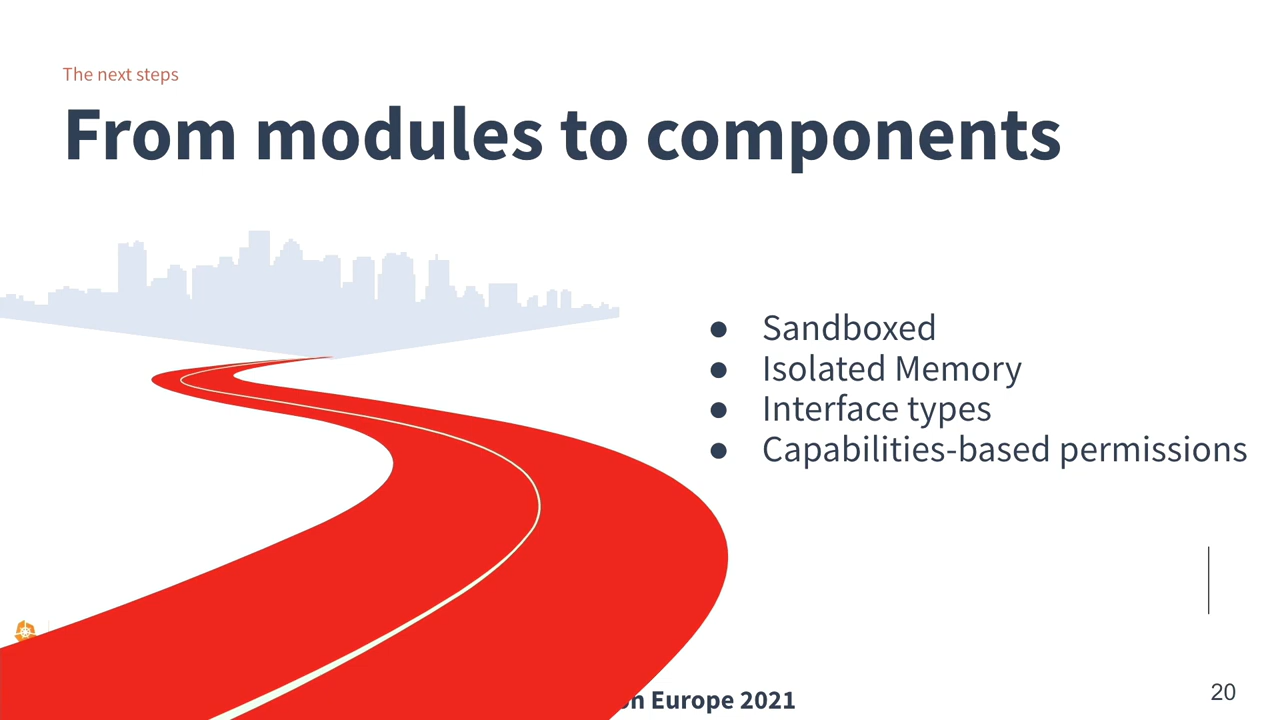 The next steps
From modules to components
● Sandboxed
● Isolated Memory
● Interface types
● Capabilities-based permissions
Europe 2021
20